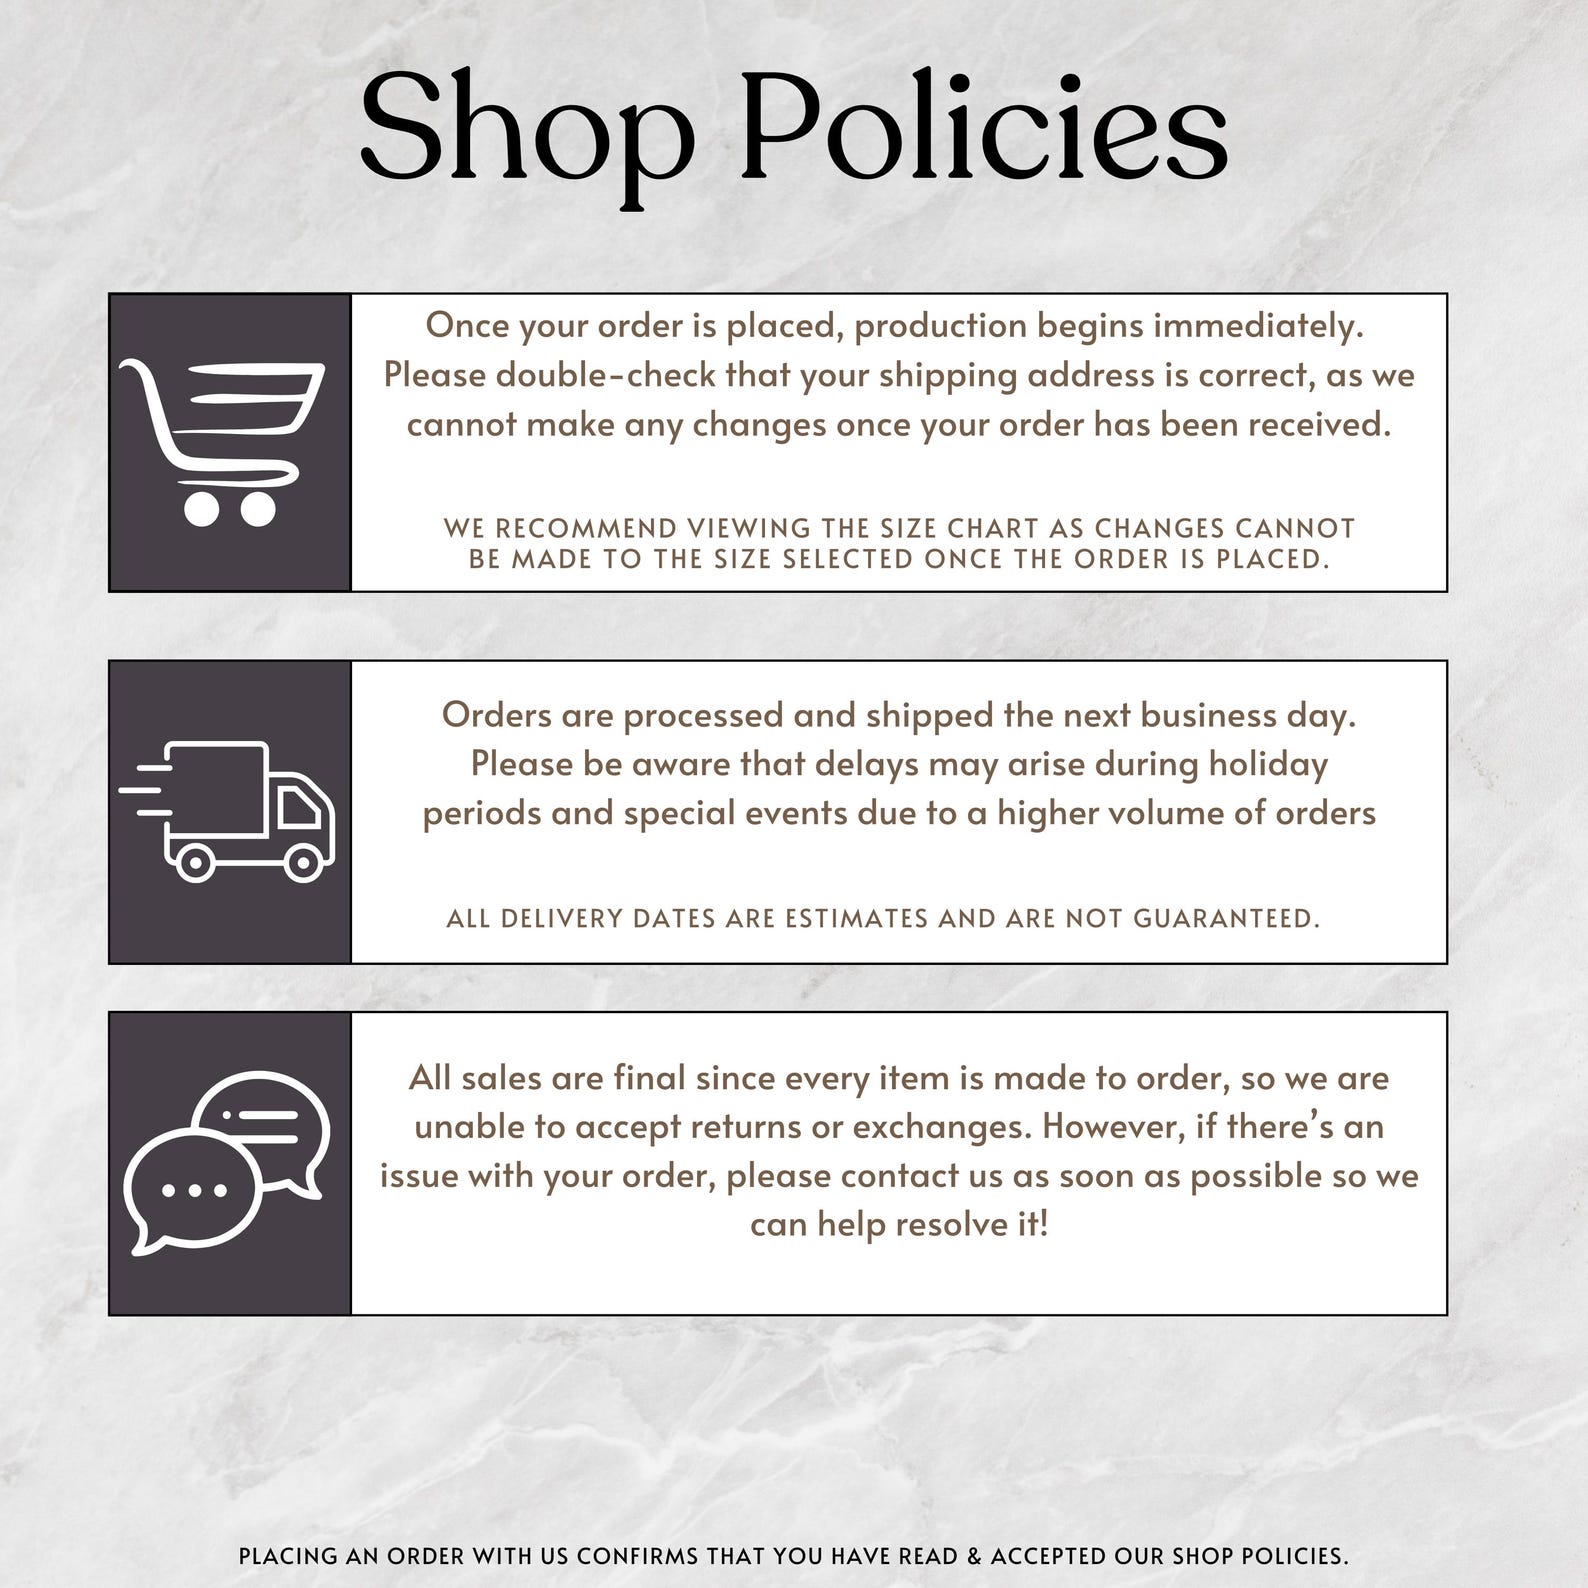 Shop Policies
Once your order is placed, production begins immediately.
Please double-check that your shipping address is correct, as we
cannot make any changes once your order has been received.
WE RECOMMEND VIEWING THE SIZE CHART AS CHANGES CANNOT
BE MADE TO THE SIZE SELECTED ONCE THE ORDER IS PLACED.
Orders are processed and shipped the next business day.
Please be aware that delays may arise during holiday
periods and special events due to a higher volume of orders
ALL DELIVERY DATES ARE ESTIMATES AND ARE NOT GUARANTEED.
All sales are final since every item is made to order, so we are
unable to accept returns or exchanges. However, if there’s an
issue with your order, please contact us as soon as possible so we
can help resolve it!
PLACING AN ORDER WITH US CONFIRMS THAT YOU HAVE READ & ACCEPTED OUR SHOP POLICIES.